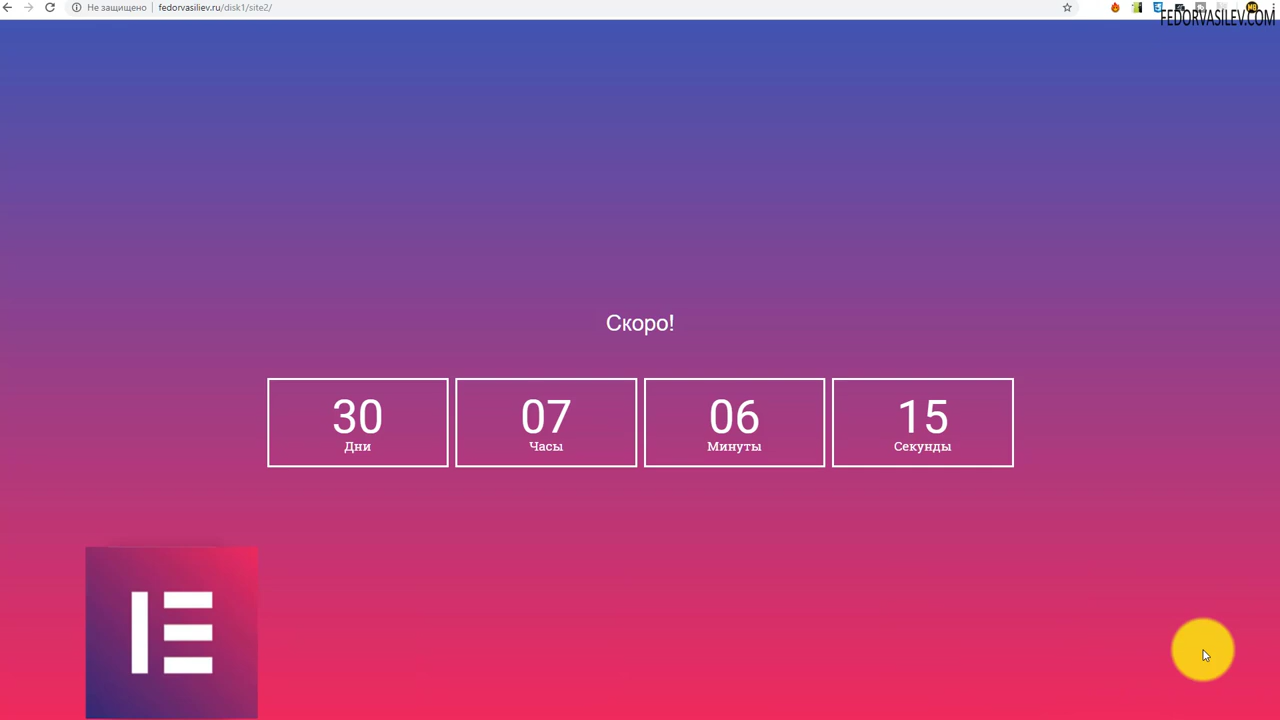 Не защищено
fedorvasiliev.ru/disk1/site2/
FEDORVASILEV.COM
Скоро!
30 07 06 15
Дни Часы Минуты Секунды